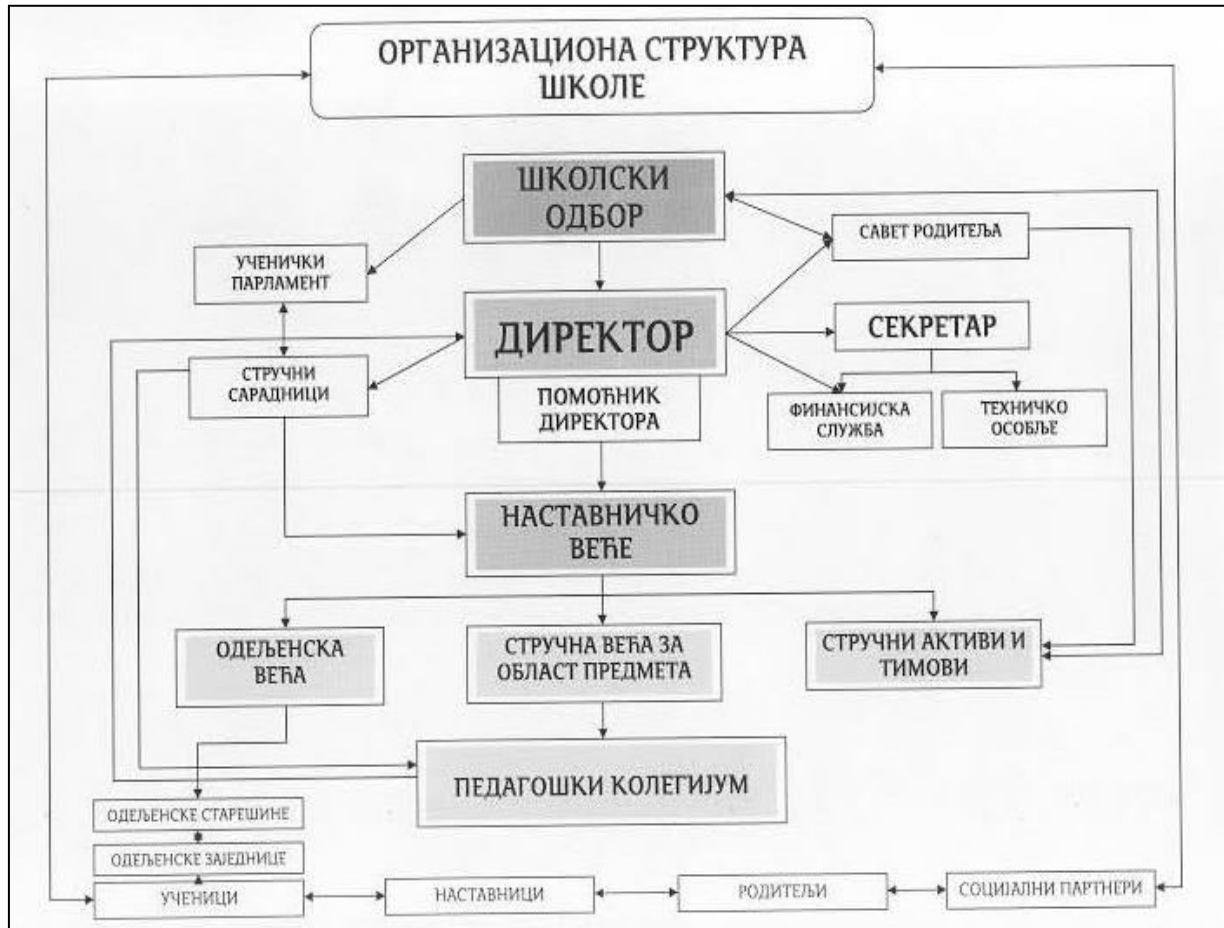 ОРГАНИЗАЦИОНА СТРУКТУРА
ШКОЛЕ
ШКОЛСКИ
ОДБОР
САВЕТ РОДИТЕЉА
УЧЕНИЧКИ
ПАРЛАМЕНТ
ДИРЕКТОР
СЕКРЕТАР
СТРУЧНИ
САРАДНИЦИ
ПОМОЋНИК
ДИРЕКТОРА
ФИНАНСИЈСКА
СЛУЖБА
ТЕХНИЧКО
ОСОБЉЕ
НАСТАВНИЧКО
ВЕЋЕ
ОДЕЉЕНСКА
ВЕЋА
СТРУЧНА ВЕЋА ЗА
ОБЛАСТ ПРЕДМЕТА
СТРУЧНИ АКТИВИ И
ТИМОВИ
ПЕДАГОШКИ КОЛЕГИЈУМ
ОДЕЉЕНСКЕ СТАРЕШИНЕ
ОДЕЉЕНСКЕ ЗАЈЕДНИЦЕ
УЧЕНИЦИ
НАСТАВНИЦИ
РОДИТЕЉИ
СОЦИЈАЛНИ ПАРТНЕРИ